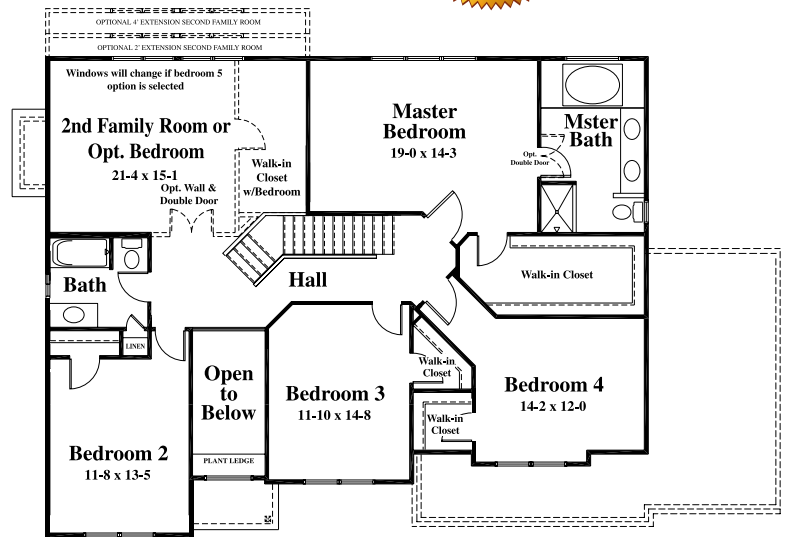 OPTIONAL 4' EXTENSION SECOND FAMILY ROOM
OPTIONAL 2' EXTENSION SECOND FAMILY ROOM
Windows will change if bedroom 5
option is selected
2nd Family Room or
Opt. Bedroom
21-4 x 15-1
Opt. Wall &
Double Door
Walk-in
Closet
w/Bedroom
Master
Bedroom
19-0 x 14-3
Mster
Bath
Opt.
Double Door
Walk-in Closet
Hall
Bath
LINEN
Open
to
Below
PLANT LEDGE
Bedroom 2
11-8 x 13-5
Bedroom 3
11-10 x 14-8
Walk-in
Closet
Walk-in
Closet
Bedroom 4
14-2 x 12-0